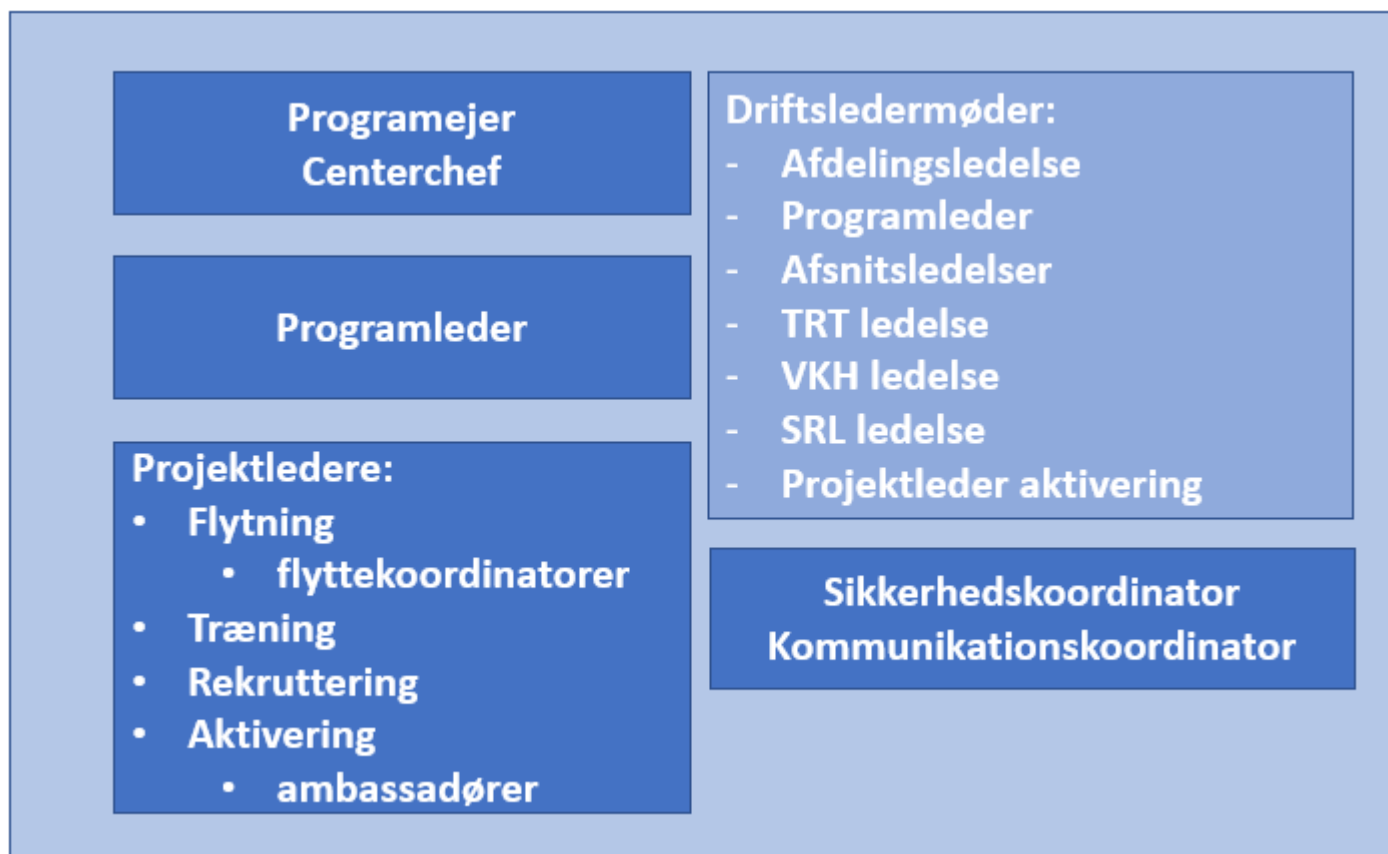 Programejer
Centerchef
Programleder
Projektledere:
• Flytning
• flyttekoordinatorer
• Træning
• Rekruttering
• Aktivering
• ambassadører
Driftsledermøder:
- Afdelingsledelse
- Programleder
- Afsnitsledelser
- TRT ledelse
- VKH ledelse
- SRL ledelse
- Projektleder aktivering
Sikkerhedskoordinator
Kommunikationskoordinator